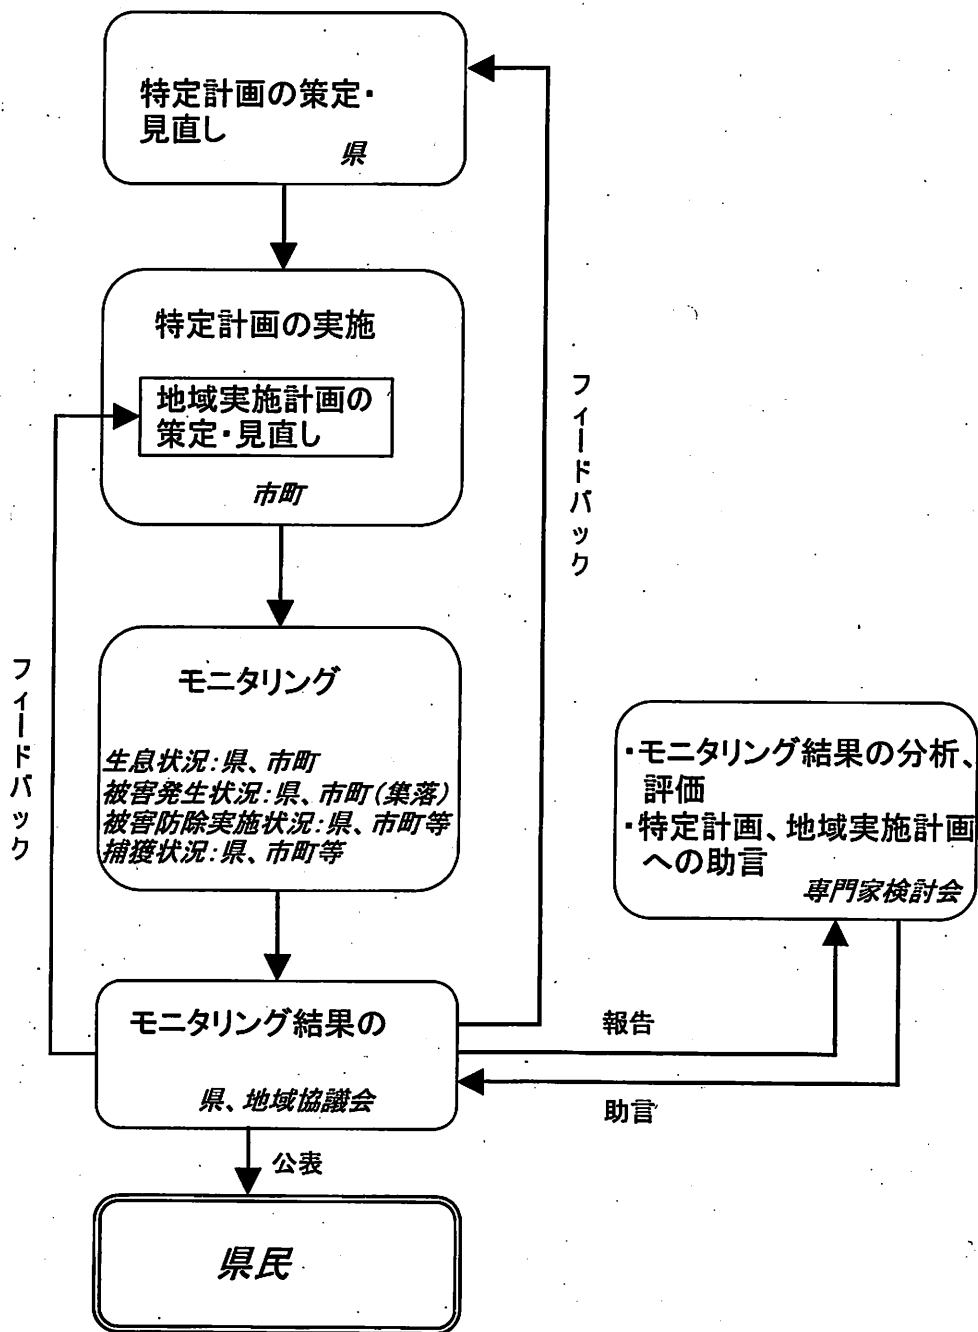 特定計画の策定・
見直し
県
特定計画の実施
地域実施計画の
策定・見直し
市町
フィードバック
フィードバック
モニタリング
生息状況：県、市町
被害発生状況：県、市町（集落）
被害防除実施状況：県、市町等
捕獲状況：県、市町等
・モニタリング結果の分析、
評価
・特定計画、地域実施計画
への助言
専門家検討会
モニタリング結果の
県、地域協議会
報告
助言
公表
県民